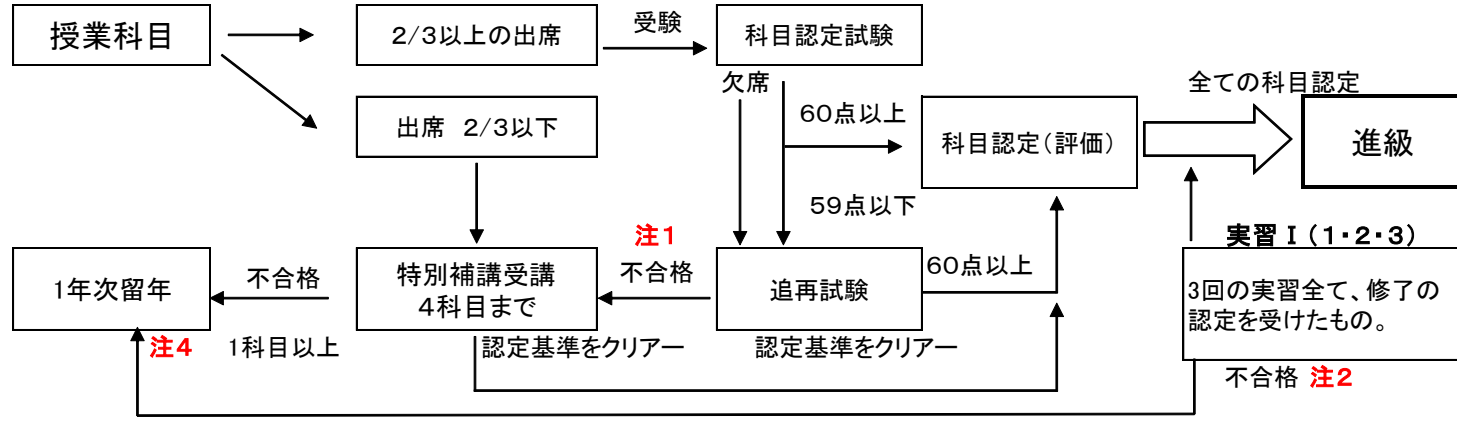 授業科目
2/3以上の出席
受験
科目認定試験
欠席
全ての科目認定
出席 2/3以下
60点以上
科目認定(評価)
進級
59点以上
注1
実習Ⅰ(1・2・3)
1年次留年
不合格
特別補講受講
4科目まで
不合格
追再試験
60点以上
3回の実習全て、修了の
認定を受けたもの。
注4
1科目以上
認定基準をクリアー
認定基準をクリアー
不合格 注2